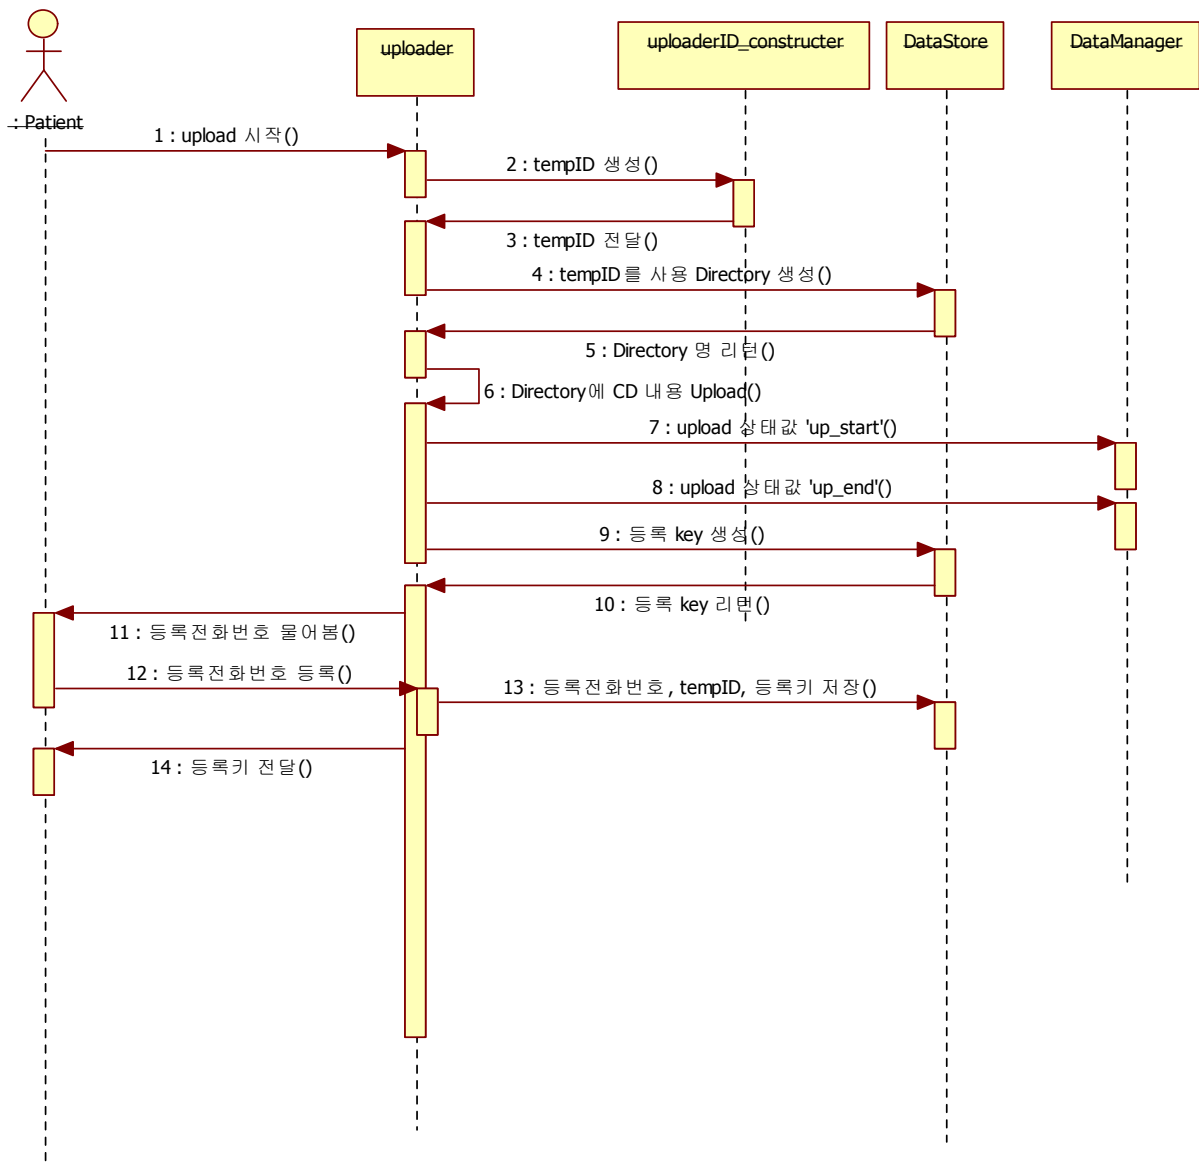 uploader
uploaderID_constructer
DataStore
DataManager
: Patient
1 : upload 시작()
2 : tempID 생성()
3 : tempID 전달()
4 : tempID를 사용 Directory 생성()
5 : Directory 명 리턴()
6 : Directory에 CD 내용 Upload()
7 : upload 상태값 'up_start'()
8 : upload 상태값 'up_end'()
9 : 등록 key 생성()
10 : 등록 key 리턴()
11 : 등록전화번호 물어봄()
12 : 등록전화번호 등록()
13 : 등록전화번호, tempID, 등록키 저장()
14 : 등록키 전달()